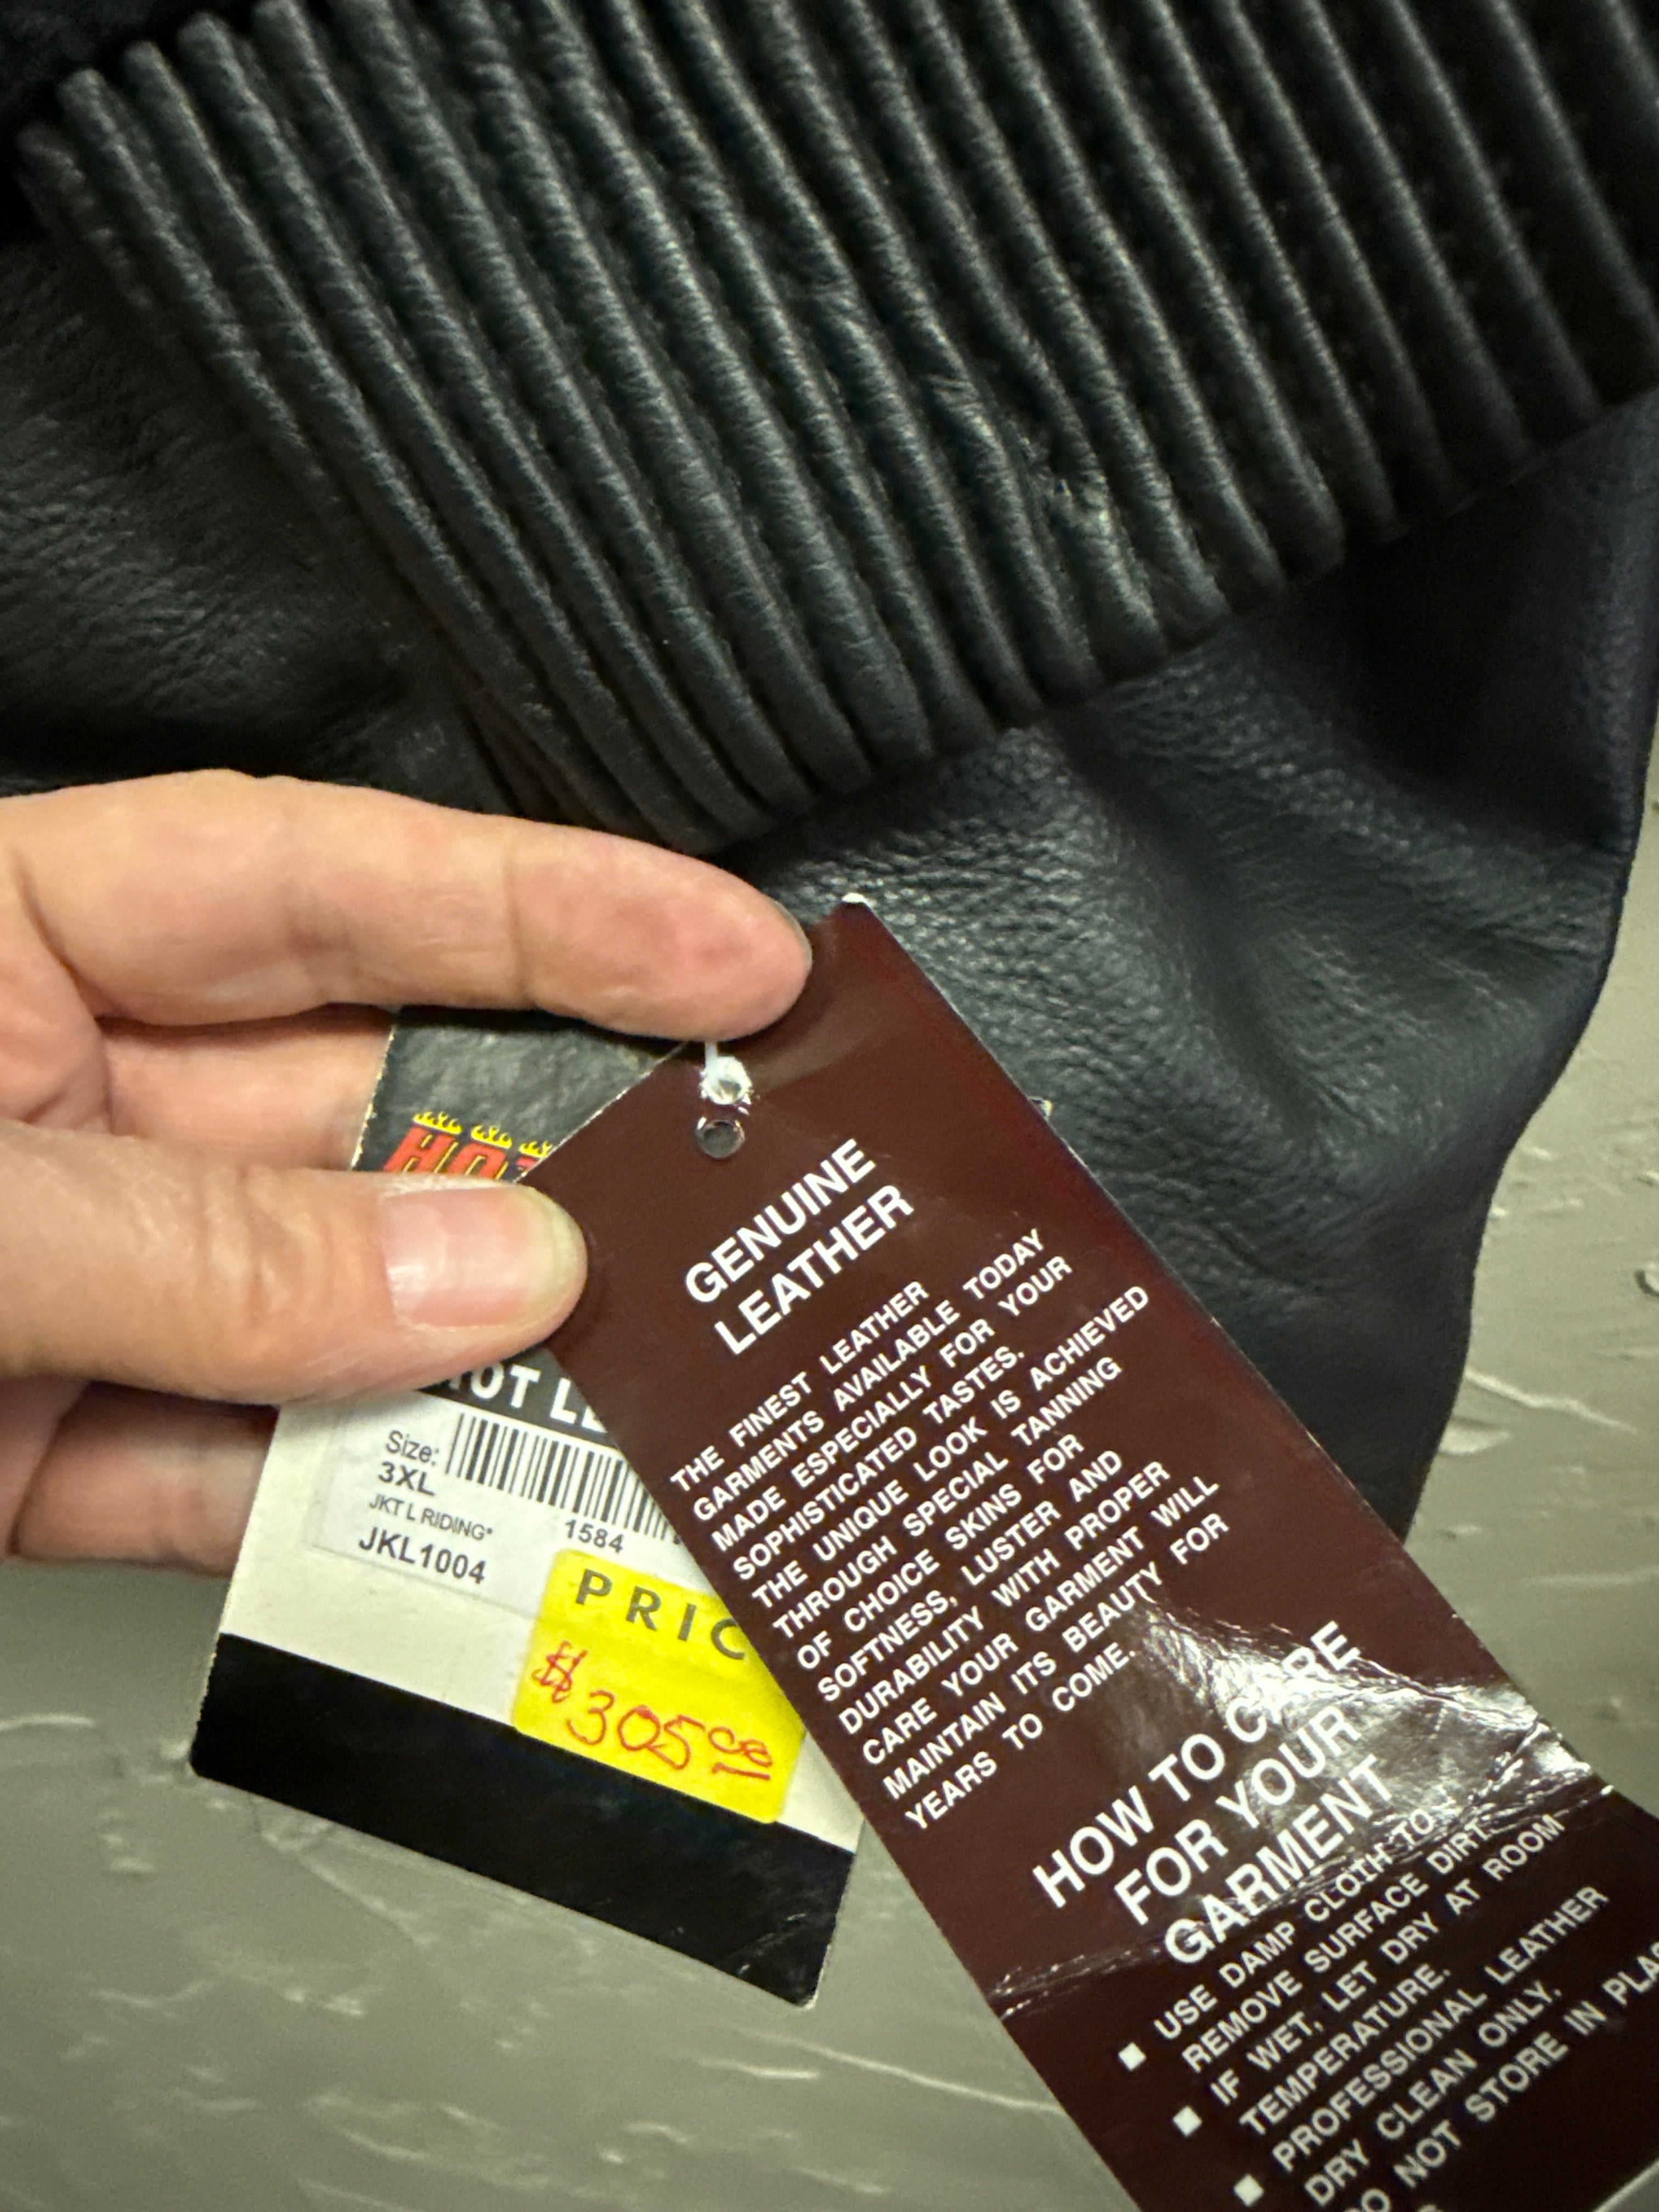 HOT
HOT
Size:
3XL
JKT L RIDING*
JKL1004
1584
PRIC
$305.00
GENUINE
LEATHER
THE FINEST LEATHER
GARMENTS AVAILABLE TODAY
MADE ESPECIALLY FOR YOUR
SOPHISTICATED TASTES.
THE UNIQUE LOOK IS ACHIEVED
THROUGH SPECIAL TANNING
OF CHOICE SKINS FOR
SOFTNESS, LUSTER AND
DURABILITY WITH PROPER
CARE YOUR GARMENT WILL
MAINTAIN ITS BEAUTY FOR
YEARS TO COME.
HOW TO CARE
FOR YOUR
GARMENT
■ USE DAMP CLOTH TO
REMOVE SURFACE DIRT.
■ IF WET, LET DRY AT ROOM
TEMPERATURE.
■ PROFESSIONAL LEATHER
DRY CLEAN ONLY.
NOT STORE IN